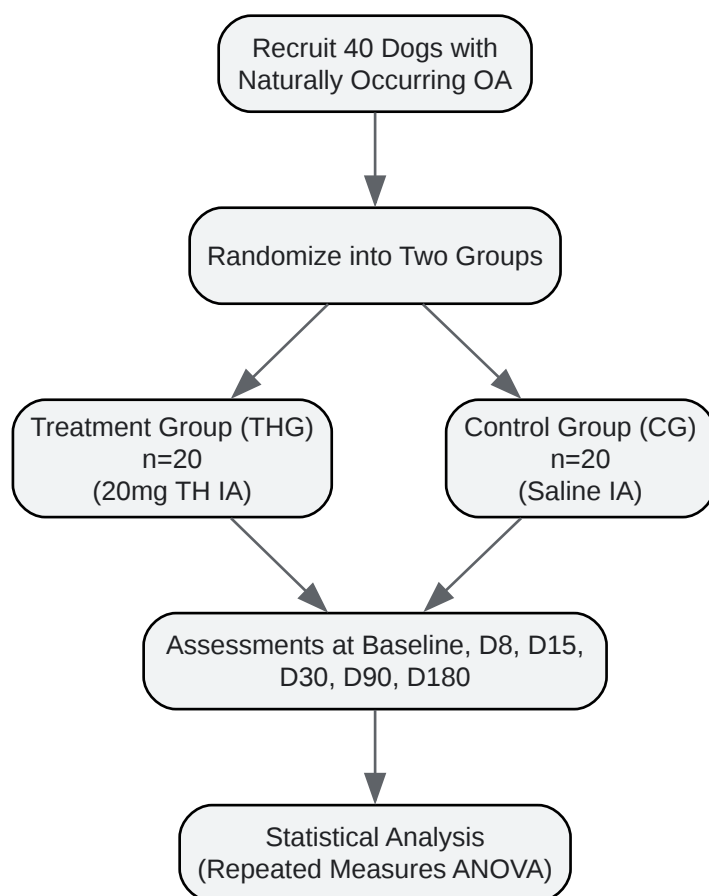 Recruit 40 Dogs with
Naturally Occurring OA
Randomize into Two Groups
Treatment Group (THG)
n=20
(20mg TH IA)
Control Group (CG)
n=20
(Saline IA)
Assessments at Baseline, D8, D15,
D30, D90, D180
Statistical Analysis
(Repeated Measures ANOVA)